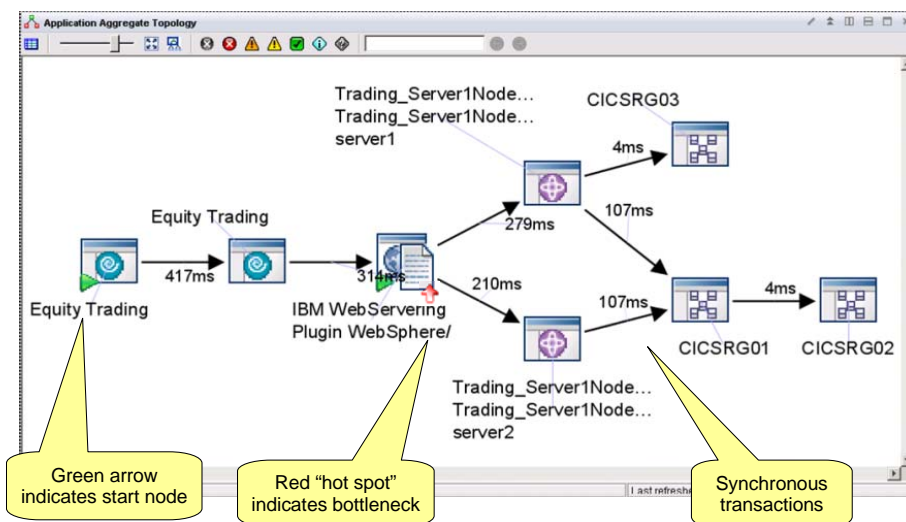 Application Aggregate Topology
Trading_Server1Node...
Trading_Server1Node...
server1
CICSRG03
4ms
Equity Trading
279ms
107ms
417ms
314ms
210ms
107ms
4ms
Equity Trading
IBM WebServering
Plugin WebSphere/
CICSRG01
CICSRG02
Trading_Server1Node...
Trading_Server1Node...
server2
Green arrow
indicates start node
Red “hot spot”
indicates bottleneck
Synchronous
transactions
Last refreshe